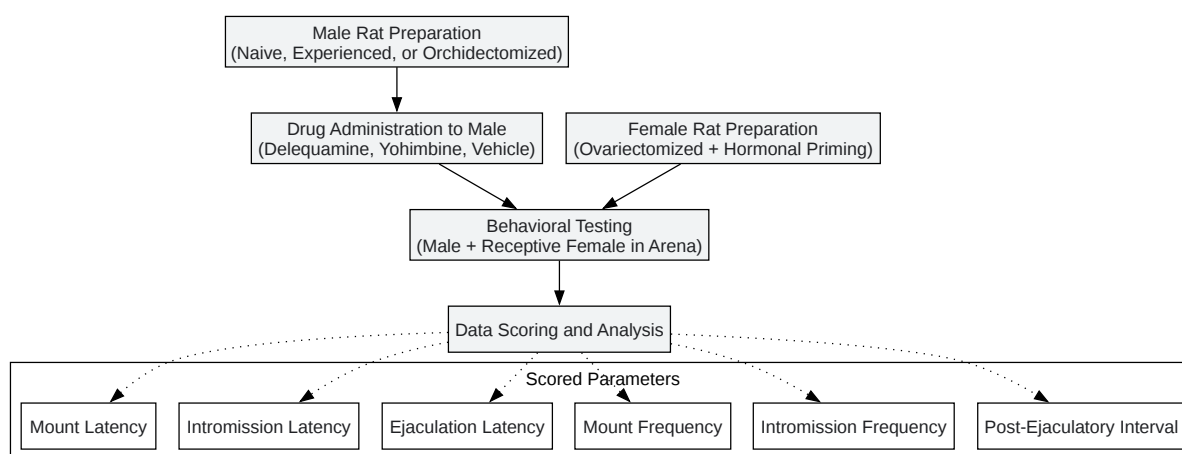 Male Rat Preparation
(Naive, Experienced, or Orchidectomized)
Drug Administration to Male
(Delequamine, Yohimbine, Vehicle)
Female Rat Preparation
(Ovariectomized + Hormonal Priming)
Behavioral Testing
(Male + Receptive Female in Arena)
Data Scoring and Analysis
Scored Parameters
Mount Latency
Intromission Latency
Ejaculation Latency
Mount Frequency
Intromission Frequency
Post-Ejaculatory Interval